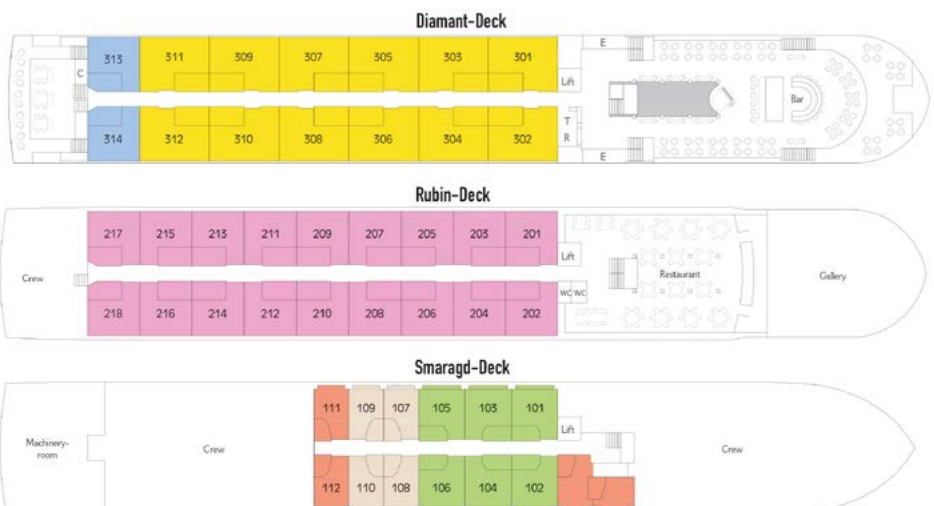 Diamant-Deck
E
313 311 309 307 305 303 301
C
Lift
Bar
T
314 312 310 308 306 304 302
R
E
Rubin-Deck
217 215 213 211 209 207 205 203 201
Lift
Crew
Restaurant
Gallery
WC WC
218 216 214 212 210 208 206 204 202
Smaragd-Deck
111 109 107 105 103 101
Lift
Machinery-
room
Crew
Crew
112 110 108 106 104 102